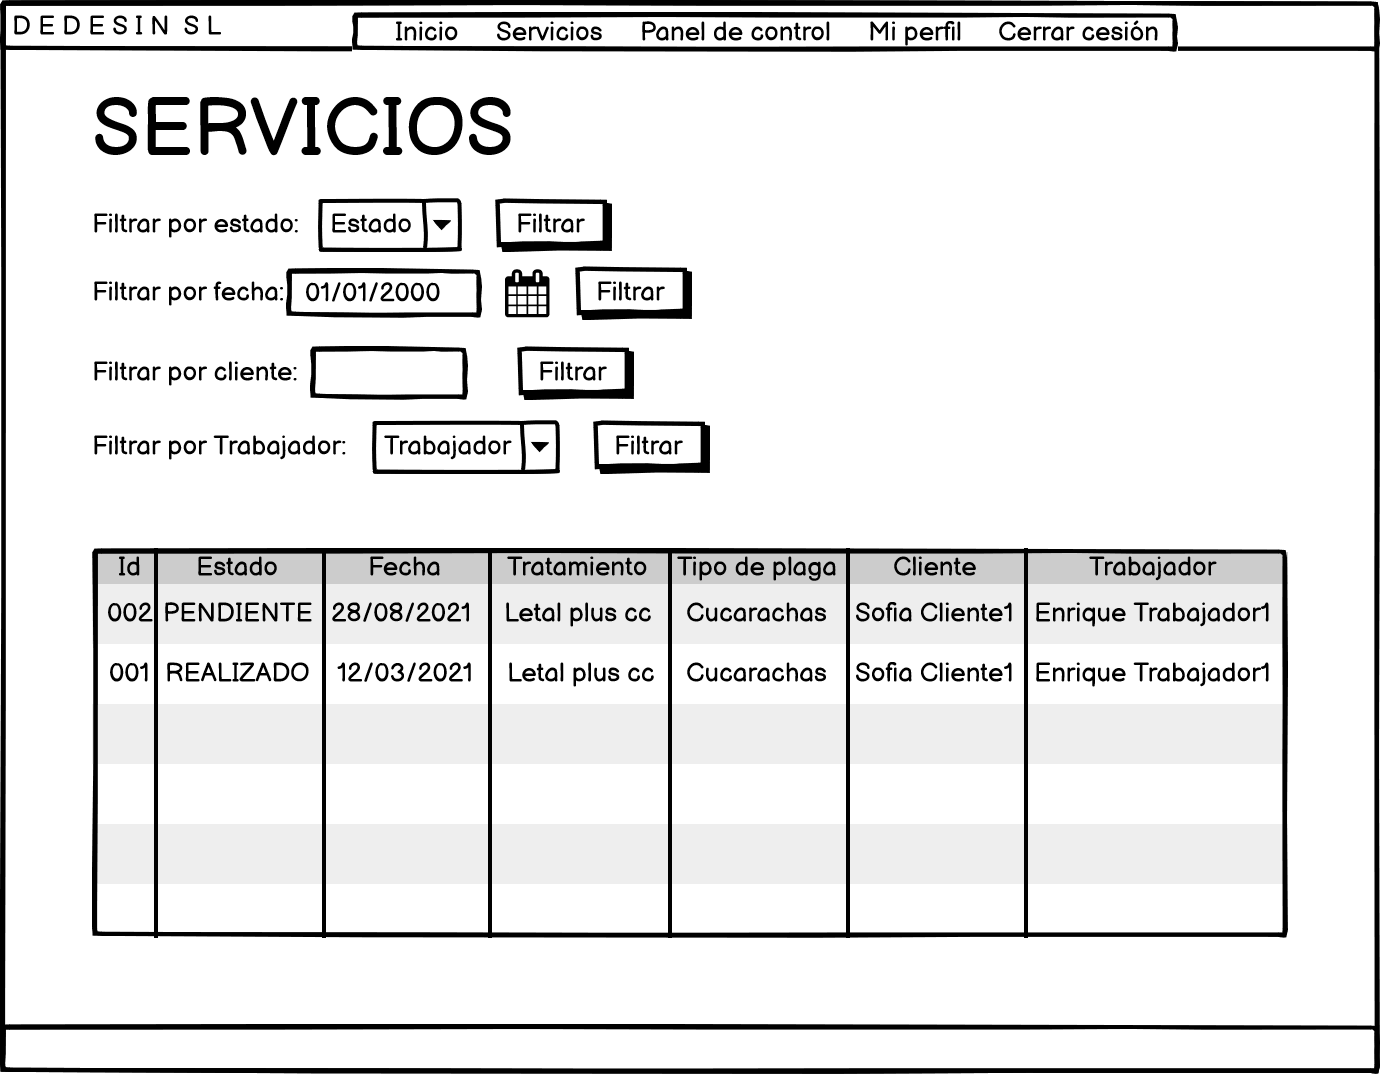 DEDESIN SL
Inicio Servicios Panel de control Mi perfil Cerrar cesión
SERVICIOS
Filtrar por estado: Estado Filtrar
Filtrar por fecha: 01/01/2000 Filtrar
Filtrar por cliente: Filtrar
Filtrar por Trabajador: Trabajador Filtrar
Id Estado Fecha Tratamiento Tipo de plaga Cliente Trabajador
002 PENDIENTE 28/08/2021 Letal plus cc Cucarachas Sofia Cliente1 Enrique Trabajador1
001 REALIZADO 12/03/2021 Letal plus cc Cucarachas Sofia Cliente1 Enrique Trabajador1